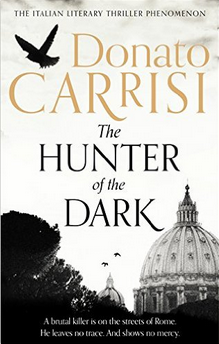 THE ITALIAN LITERARY THRILLER PHENOMENON
Donato
CARRISI
The
HUNTER
of the
DARK
A brutal killer is on the streets of Rome.
He leaves no trace. And shows no mercy.